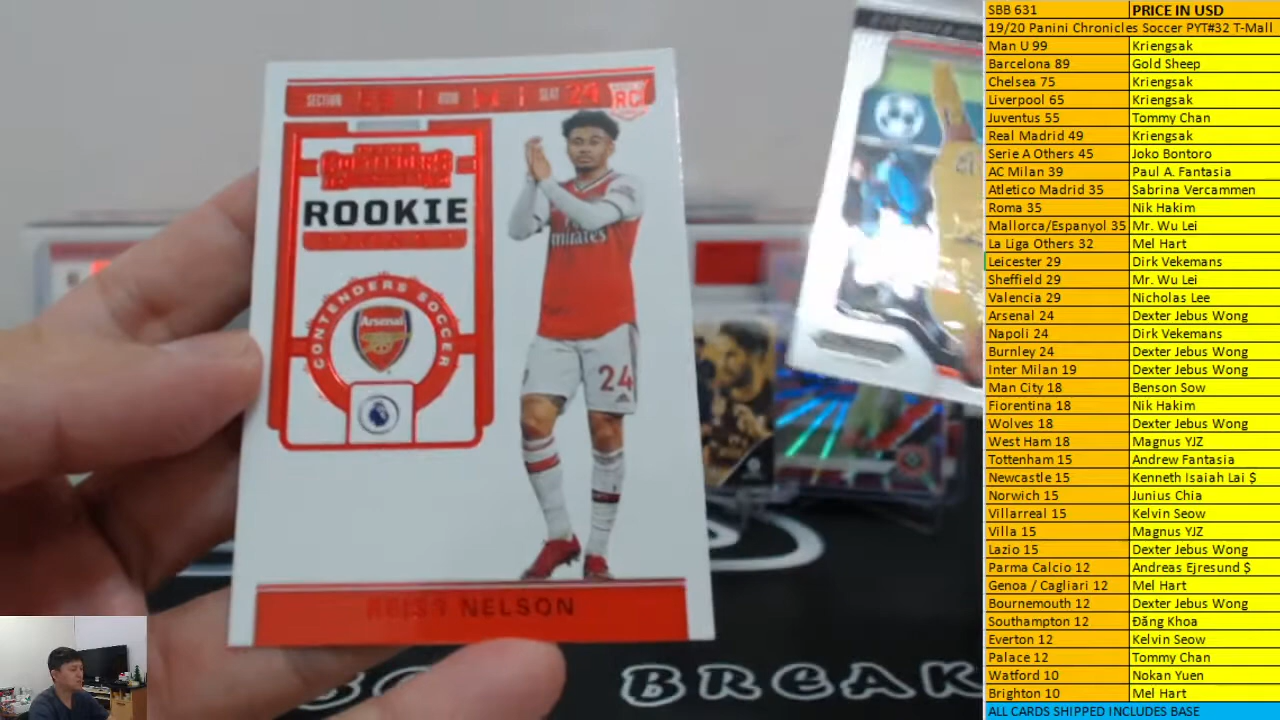 SECTION ROW SEAT 24
RC
CONTENDERS
ROOKIE
CONTENDERS SOCCER
Arsenal
Emirates
24
NELSON
BREAK
SBB 631 PRICE IN USD
19/20 Panini Chronicles Soccer PYT#32 T-Mall
Man U 99 Kriengsak
Barcelona 89 Gold Sheep
Chelsea 75 Kriengsak
Liverpool 65 Kriengsak
Juventus 55 Tommy Chan
Real Madrid 49 Kriengsak
Serie A Others 45 Joko Bontoro
AC Milan 39 Paul A. Fantasia
Atletico Madrid 35 Sabrina Vercammen
Roma 35 Nik Hakim
Mallorca/Espanyol 35 Mr. Wu Lei
La Liga Others 32 Mel Hart
Leicester 29 Dirk Vekemans
Sheffield 29 Mr. Wu Lei
Valencia 29 Nicholas Lee
Arsenal 24 Dexter Jebus Wong
Napoli 24 Dirk Vekemans
Burnley 24 Dexter Jebus Wong
Inter Milan 19 Dexter Jebus Wong
Man City 18 Benson Sow
Fiorentina 18 Nik Hakim
Wolves 18 Dexter Jebus Wong
West Ham 18 Magnus YJZ
Tottenham 15 Andrew Fantasia
Newcastle 15 Kenneth Isaiah Lai $
Norwich 15 Junius Chia
Villarreal 15 Kelvin Seow
Villa 15 Magnus YJZ
Lazio 15 Dexter Jebus Wong
Parma Calcio 12 Andreas Ejresund $
Genoa / Cagliari 12 Mel Hart
Bournemouth 12 Dexter Jebus Wong
Southampton 12 Đăng Khoa
Everton 12 Kelvin Seow
Palace 12 Tommy Chan
Watford 10 Nokan Yuen
Brighton 10 Mel Hart
ALL CARDS SHIPPED INCLUDES BASE